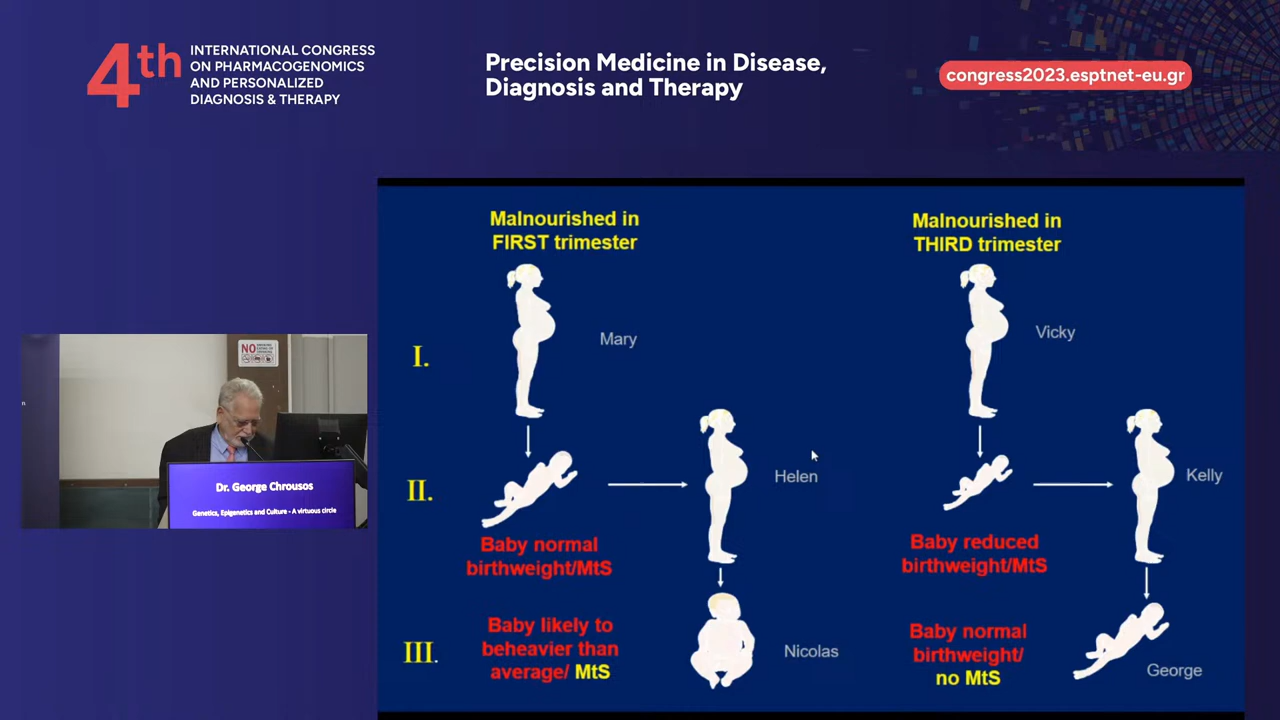 4th
INTERNATIONAL CONGRESS
ON PHARMACOGENOMICS
AND PERSONALIZED
DIAGNOSIS & THERAPY
Precision Medicine in Disease,
Diagnosis and Therapy
congress2023.esptnet-eu.gr
NO
Dr. George Chrousos
Genetics, Epigenetics and Culture - A virtuous circle
Malnourished in
FIRST trimester
Malnourished in
THIRD trimester
I.
Mary
Vicky
II.
Helen
Kelly
Baby normal
birthweight/MtS
Baby reduced
birthweight/MtS
III.
Baby likely to
beheavier than
average/ MtS
Nicolas
Baby normal
birthweight/
no MtS
George